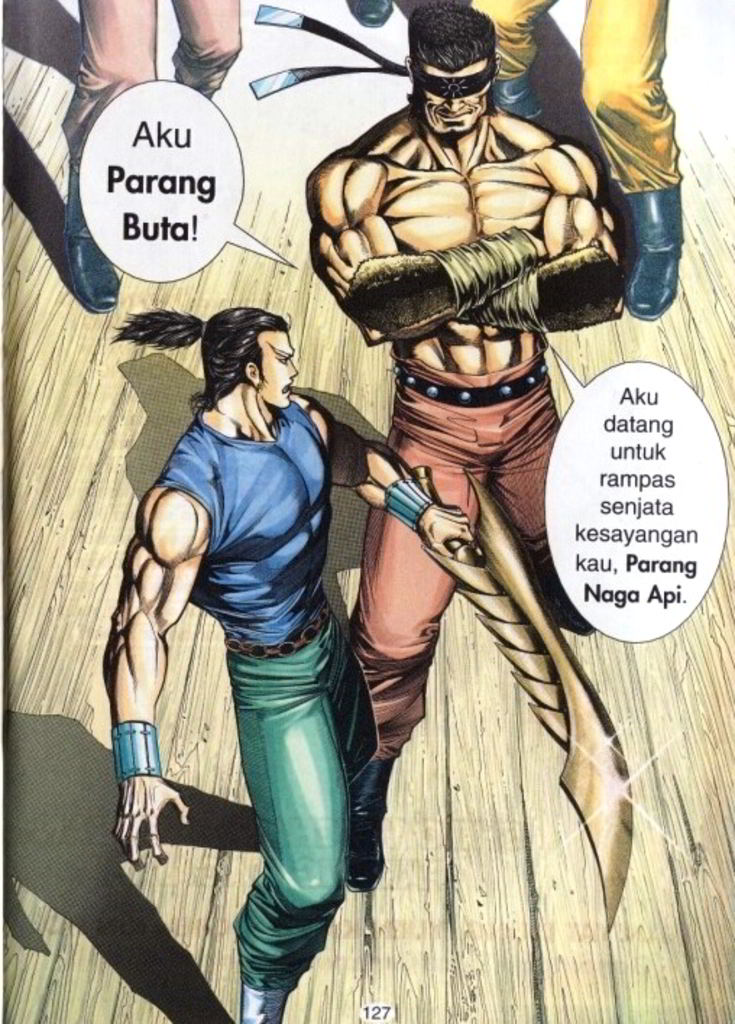 Aku
Parang
Buta!
Aku
datang
untuk
rampas
senjata
kesayangan
kau, Parang
Naga Api.
127